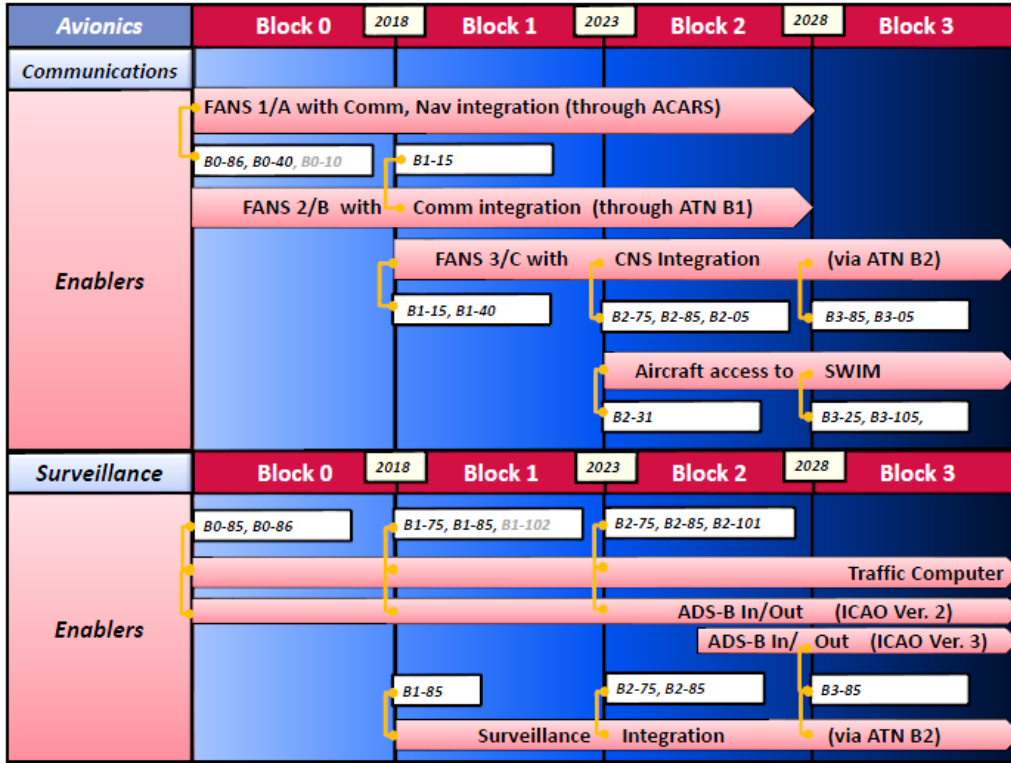 Avionics Block 0 2018 Block 1 2023 Block 2 2028 Block 3
Communications
FANS 1/A with Comm, Nav integration (through ACARS)
B0-86, B0-40, B0-10 B1-15
FANS 2/B with Comm integration (through ATN B1)
FANS 3/C with CNS Integration (via ATN B2)
Enablers
B1-15, B1-40 B2-75, B2-85, B2-05 B3-85, B3-05
Aircraft access to SWIM
B2-31 B3-25, B3-105,
Surveillance Block 0 2018 Block 1 2023 Block 2 2028 Block 3
B0-85, B0-86 B1-75, B1-85, B1-102 B2-75, B2-85, B2-101
Traffic Computer
ADS-B In/Out (ICAO Ver. 2)
Enablers
ADS-B In/ Out (ICAO Ver. 3)
B1-85 B2-75, B2-85 B3-85
Surveillance Integration (via ATN B2)